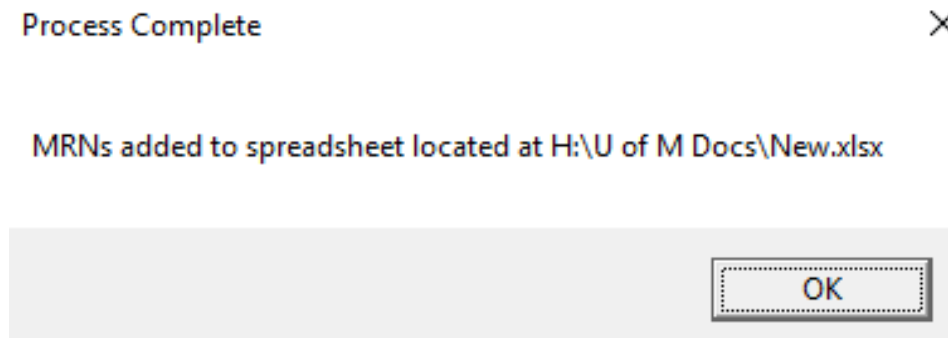 Process Complete
MRNs added to spreadsheet located at H:\U of M Docs\New.xlsx
OK